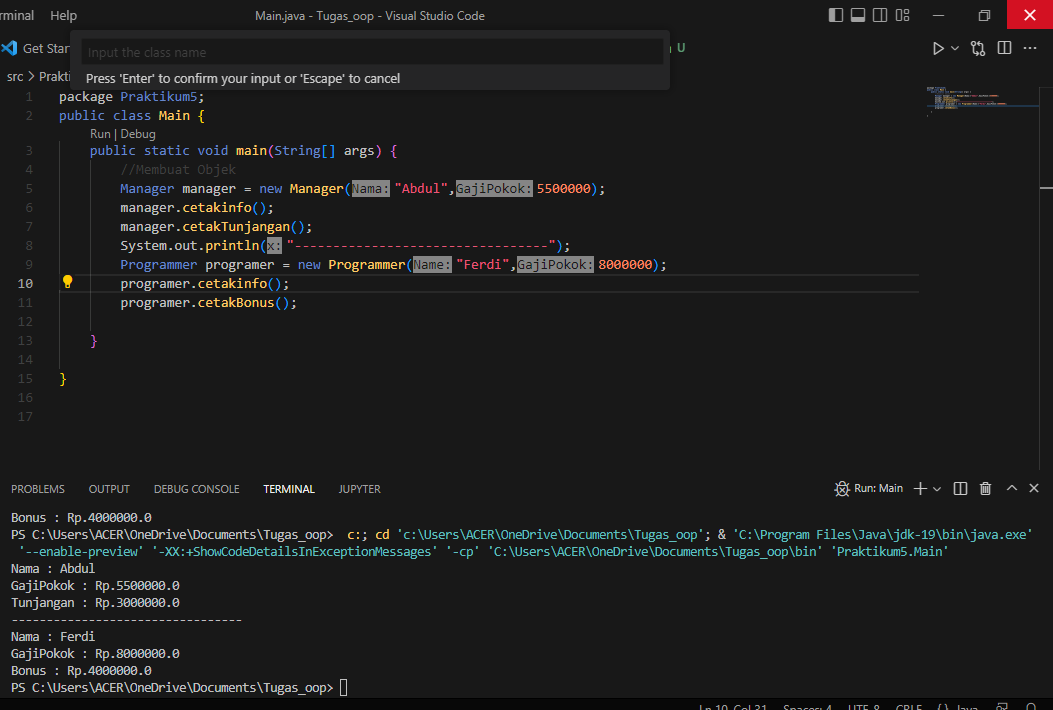 rminal Help Main.java - Tugas_oop - Visual Studio Code
Get Star U
Input the class name
Press 'Enter' to confirm your input or 'Escape' to cancel
src > Prakti
1 package Praktikum5;
2 public class Main {
Run | Debug
3 public static void main(String[] args) {
4 //Membuat Objek
5 Manager manager = new Manager(Nama: "Abdul",GajiPokok: 5500000);
6 manager.cetakinfo();
7 manager.cetakTunjangan();
8 System.out.println(x: "---------------------------------");
9 Programmer programer = new Programmer(Name: "Ferdi",GajiPokok: 8000000);
10 programer.cetakinfo();
11 programer.cetakBonus();
12
13 }
14
15 }
16
17
PROBLEMS OUTPUT DEBUG CONSOLE TERMINAL JUPYTER Run: Main
Bonus : Rp.4000000.0
PS C:\Users\ACER\OneDrive\Documents\Tugas_oop> c:; cd 'c:\Users\ACER\OneDrive\Documents\Tugas_oop'; & 'C:\Program Files\Java\jdk-19\bin\java.exe'
'--enable-preview' '-XX:+ShowCodeDetailsInExceptionMessages' '-cp' 'C:\Users\ACER\OneDrive\Documents\Tugas_oop\bin' 'Praktikum5.Main'
Nama : Abdul
GajiPokok : Rp.5500000.0
Tunjangan : Rp.3000000.0
---------------------------------
Nama : Ferdi
GajiPokok : Rp.8000000.0
Bonus : Rp.4000000.0
PS C:\Users\ACER\OneDrive\Documents\Tugas_oop>
Ln 10, Col 31 Spaces: 4 UTF-8 CRLF {} Java